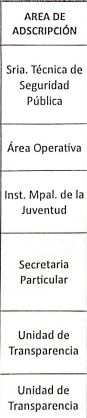 AREA DE
ADSCRIPCIÓN
Sria. Técnica de
Seguridad
Pública
Área Operativa
Inst. Mpal. de la
Juventud
Secretaria
Particular
Unidad de
Transparencia
Unidad de
Transparencia